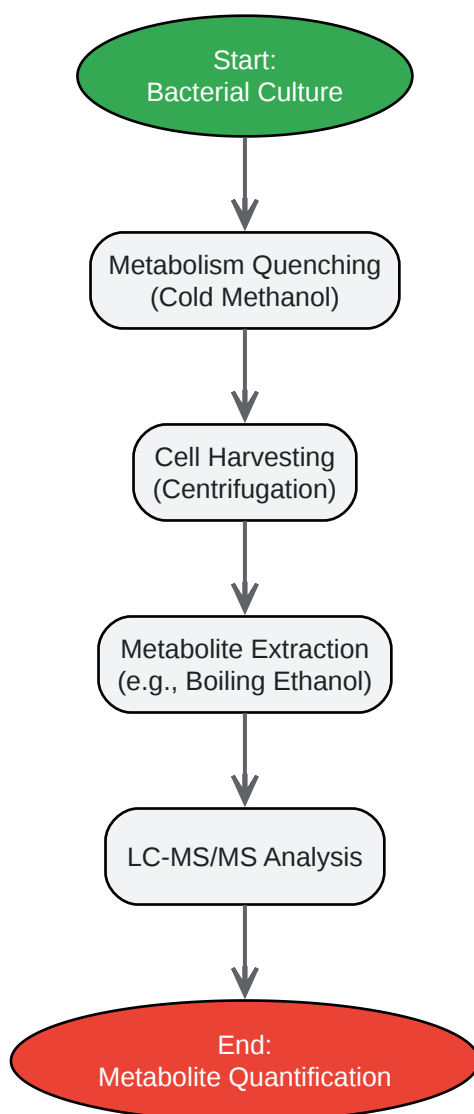 Start:
Bacterial Culture
Metabolism Quenching
(Cold Methanol)
Cell Harvesting
(Centrifugation)
Metabolite Extraction
(e.g., Boiling Ethanol)
LC-MS/MS Analysis
End:
Metabolite Quantification